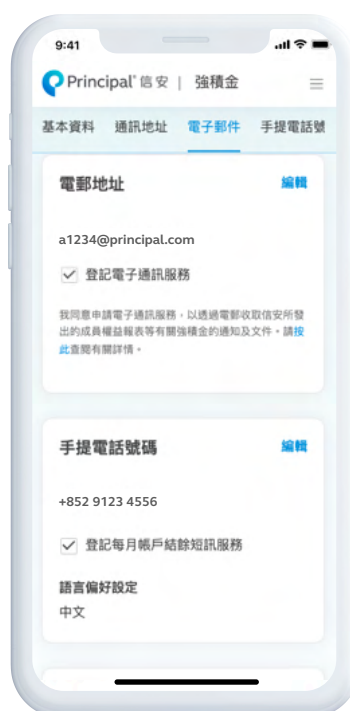 9:41
Principal® 信安 | 強積金
基本資料 通訊地址 電子郵件 手提電話號
電郵地址 編輯
a1234@principal.com
登記電子通訊服務
我同意申請電子通訊服務，以透過電郵收取信安所發
出的成員權益報表等有關強積金的通知及文件。請按
此查閱有關詳情。
手提電話號碼 編輯
+852 9123 4556
登記每月帳戶結餘短訊服務
語言偏好設定
中文